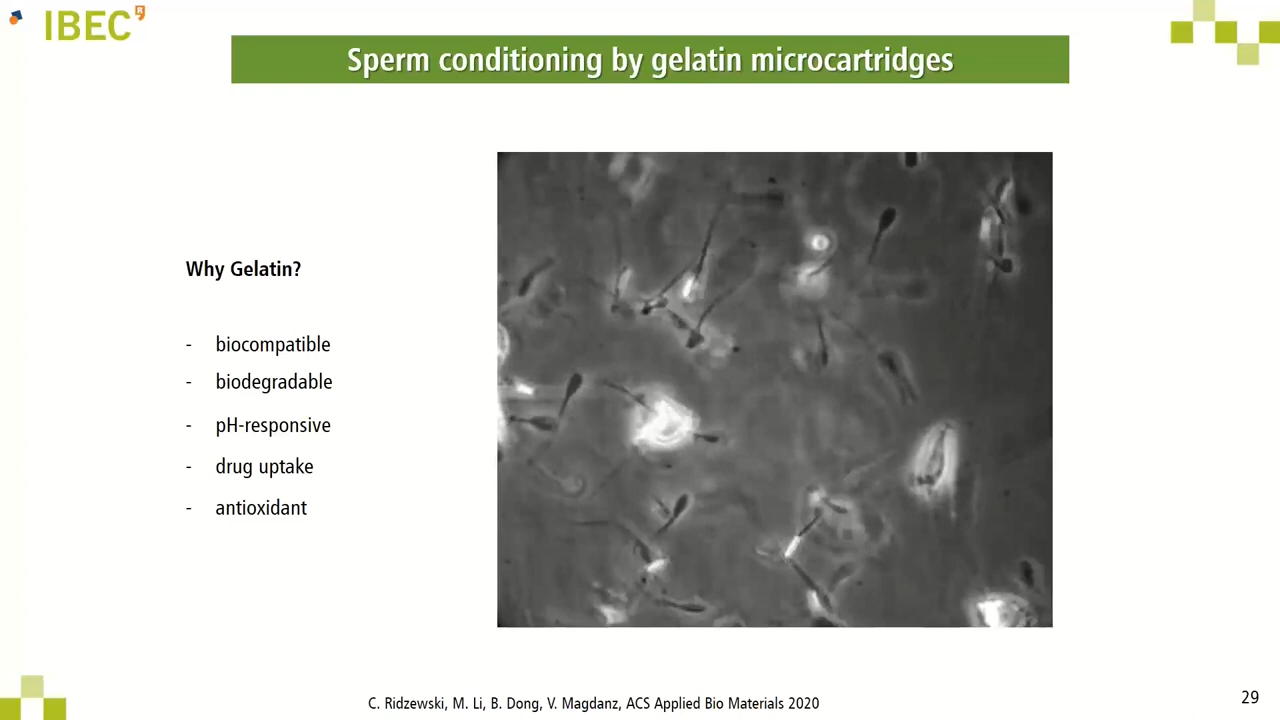 IBEC
R
Sperm conditioning by gelatin microcartridges
Why Gelatin?
- biocompatible
- biodegradable
- pH-responsive
- drug uptake
- antioxidant
C. Ridzewski, M. Li, B. Dong, V. Magdanz, ACS Applied Bio Materials 2020
29